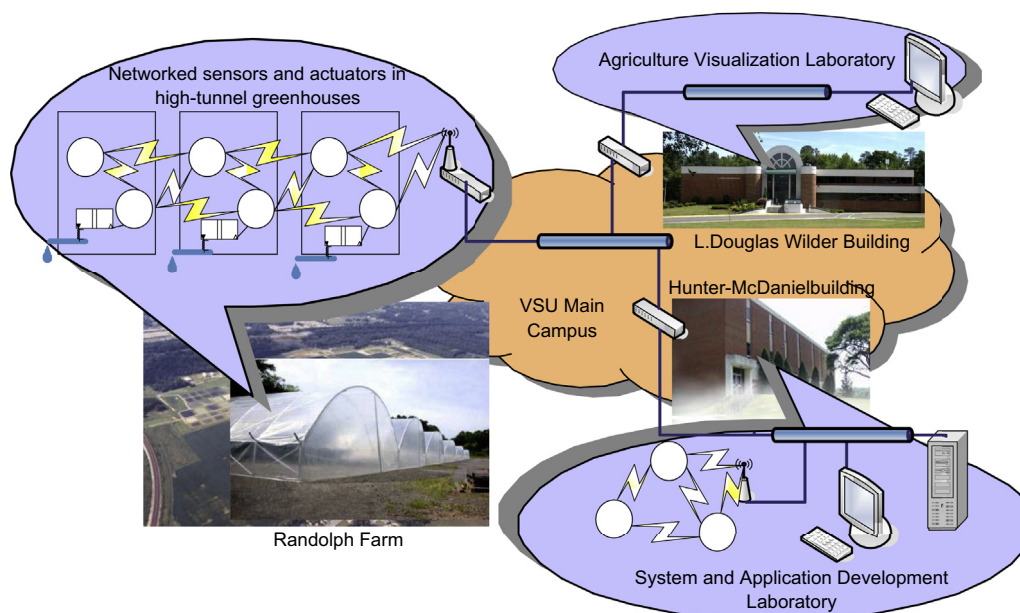 Networked sensors and actuators in
high-tunnel greenhouses
Agriculture Visualization Laboratory
L.Douglas Wilder Building
Hunter-McDanielbuilding
VSU Main
Campus
Randolph Farm
System and Application Development
Laboratory